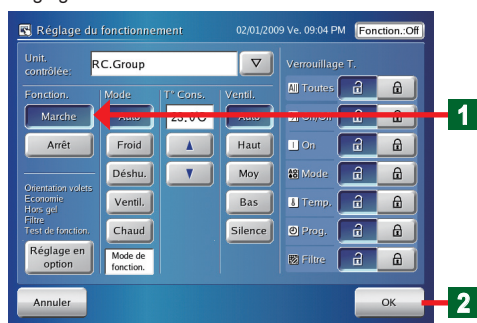 Réglage du fonctionnement
02/01/2009 Ve. 09:04 PM
Fonction.:Off
Unit. contrôlée:
RC.Group
Verrouillage T.
Fonction.
Mode
T° Cons.
Ventil.
Marche
Auto
Auto
Toutes
1
Arrêt
Froid
Haut
On
Déshu.
Moy
Mode
Orientation volets
Economie
Hors gel
Filtre
Test de fonction.
Ventil.
Bas
Temp.
Réglage en option
Chaud
Silence
Prog.
Mode de fonction.
Filtre
Annuler
OK
2